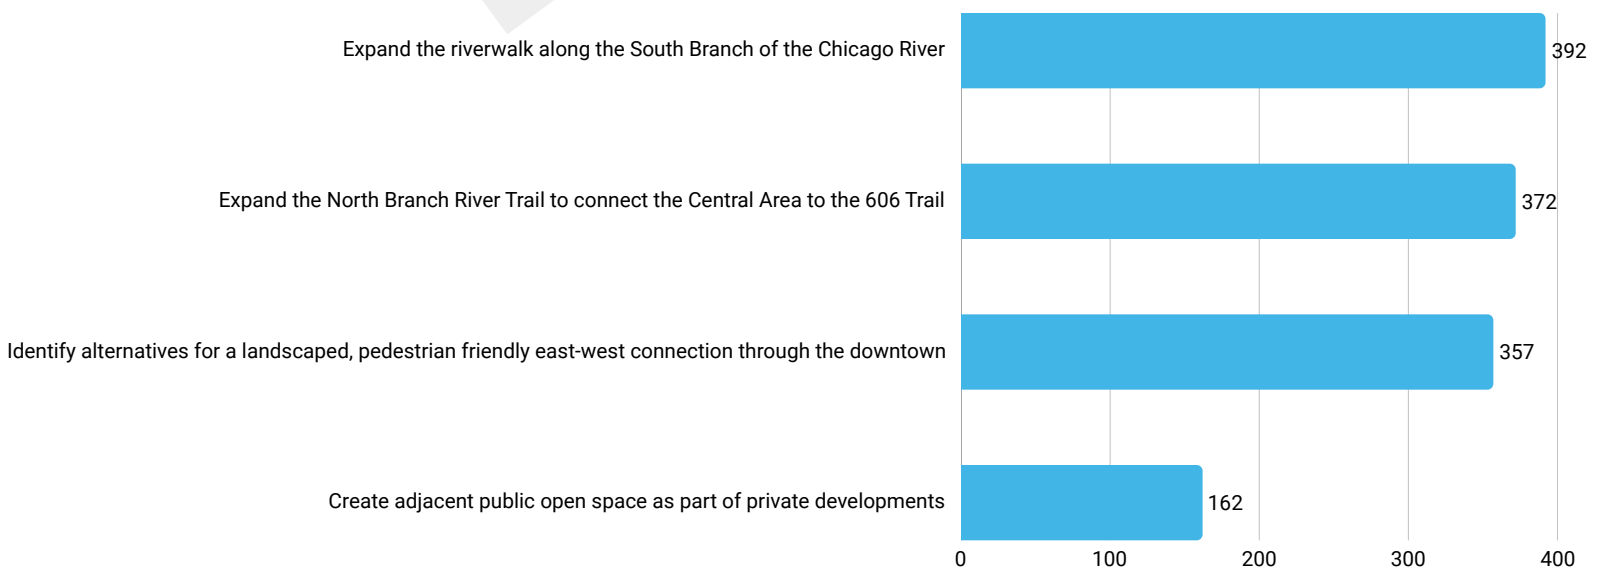 Expand the riverwalk along the South Branch of the Chicago River 392
Expand the North Branch River Trail to connect the Central Area to the 606 Trail 372
Identify alternatives for a landscaped, pedestrian friendly east-west connection through the downtown 357
Create adjacent public open space as part of private developments 162
0 100 200 300 400